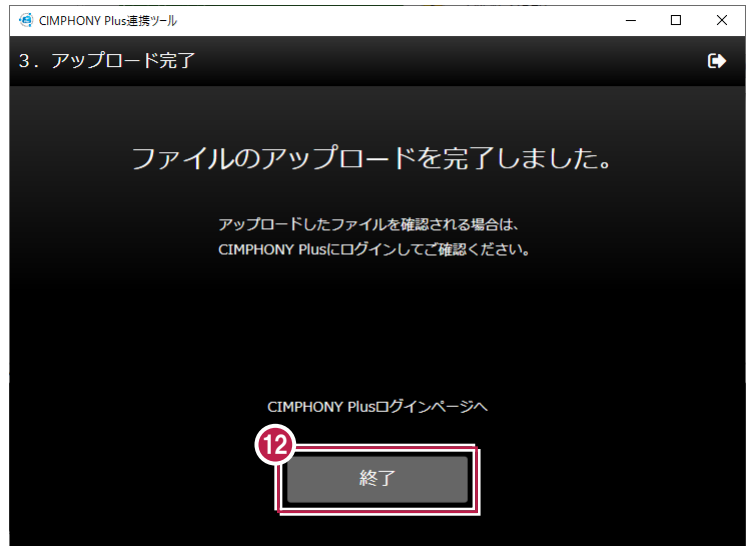 CIMPHONY Plus連携ツール
3．アップロード完了
ファイルのアップロードを完了しました。
アップロードしたファイルを確認される場合は、
CIMPHONY Plusにログインしてご確認ください。
CIMPHONY Plusログインページへ
12
終了